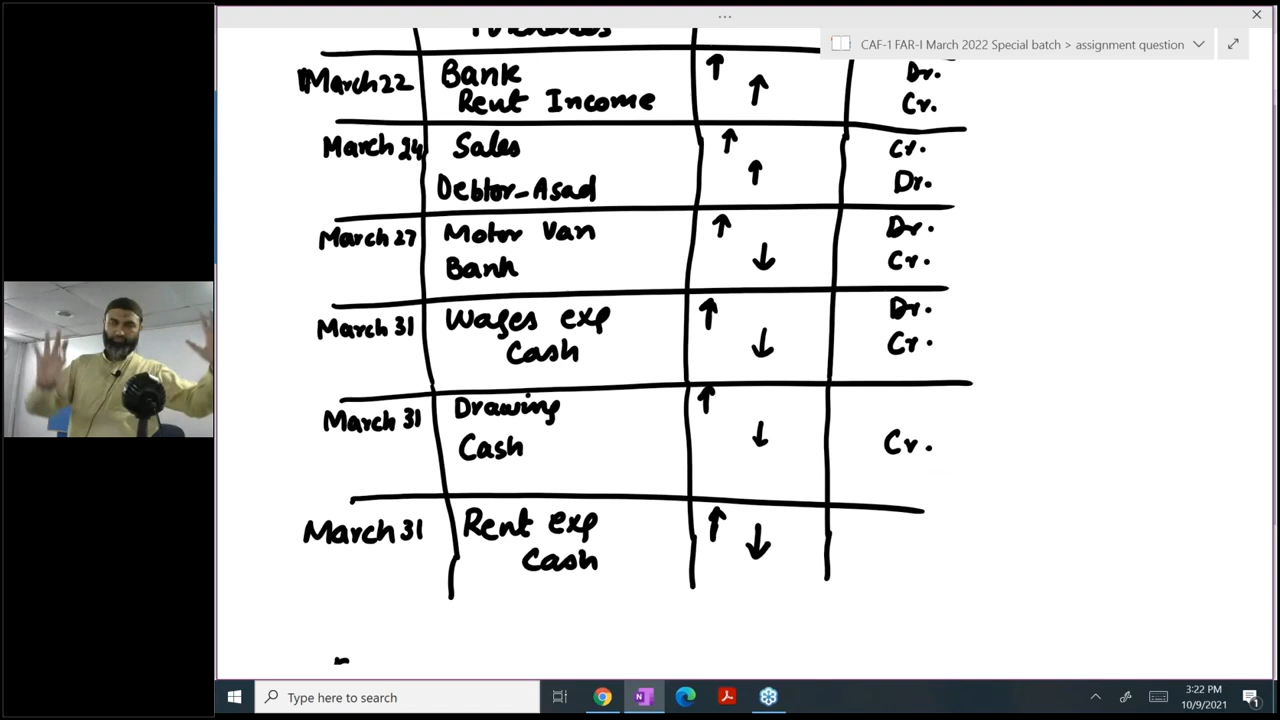 CAF-1 FAR-I March 2022 Special batch > assignment question
Purchases
March 22 Bank ↑ Dr.
Rent Income ↑ Cr.
March 24 Sales ↑ Cr.
Debtor-Asad ↑ Dr.
March 27 Motor Van ↑ Dr.
Bank ↓ Cr.
March 31 Wages exp ↑ Dr.
Cash ↓ Cr.
March 31 Drawing ↑
Cash ↓ Cr.
March 31 Rent exp ↑
Cash ↓
Type here to search
3:22 PM
10/9/2021
1